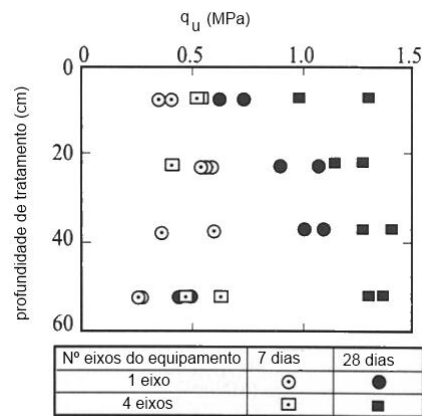 q_u (MPa)
0 0.5 1.0 1.5
0
20
40
60
profundidade de tratamento (cm)
Nº eixos do equipamento 7 dias 28 dias
1 eixo
4 eixos